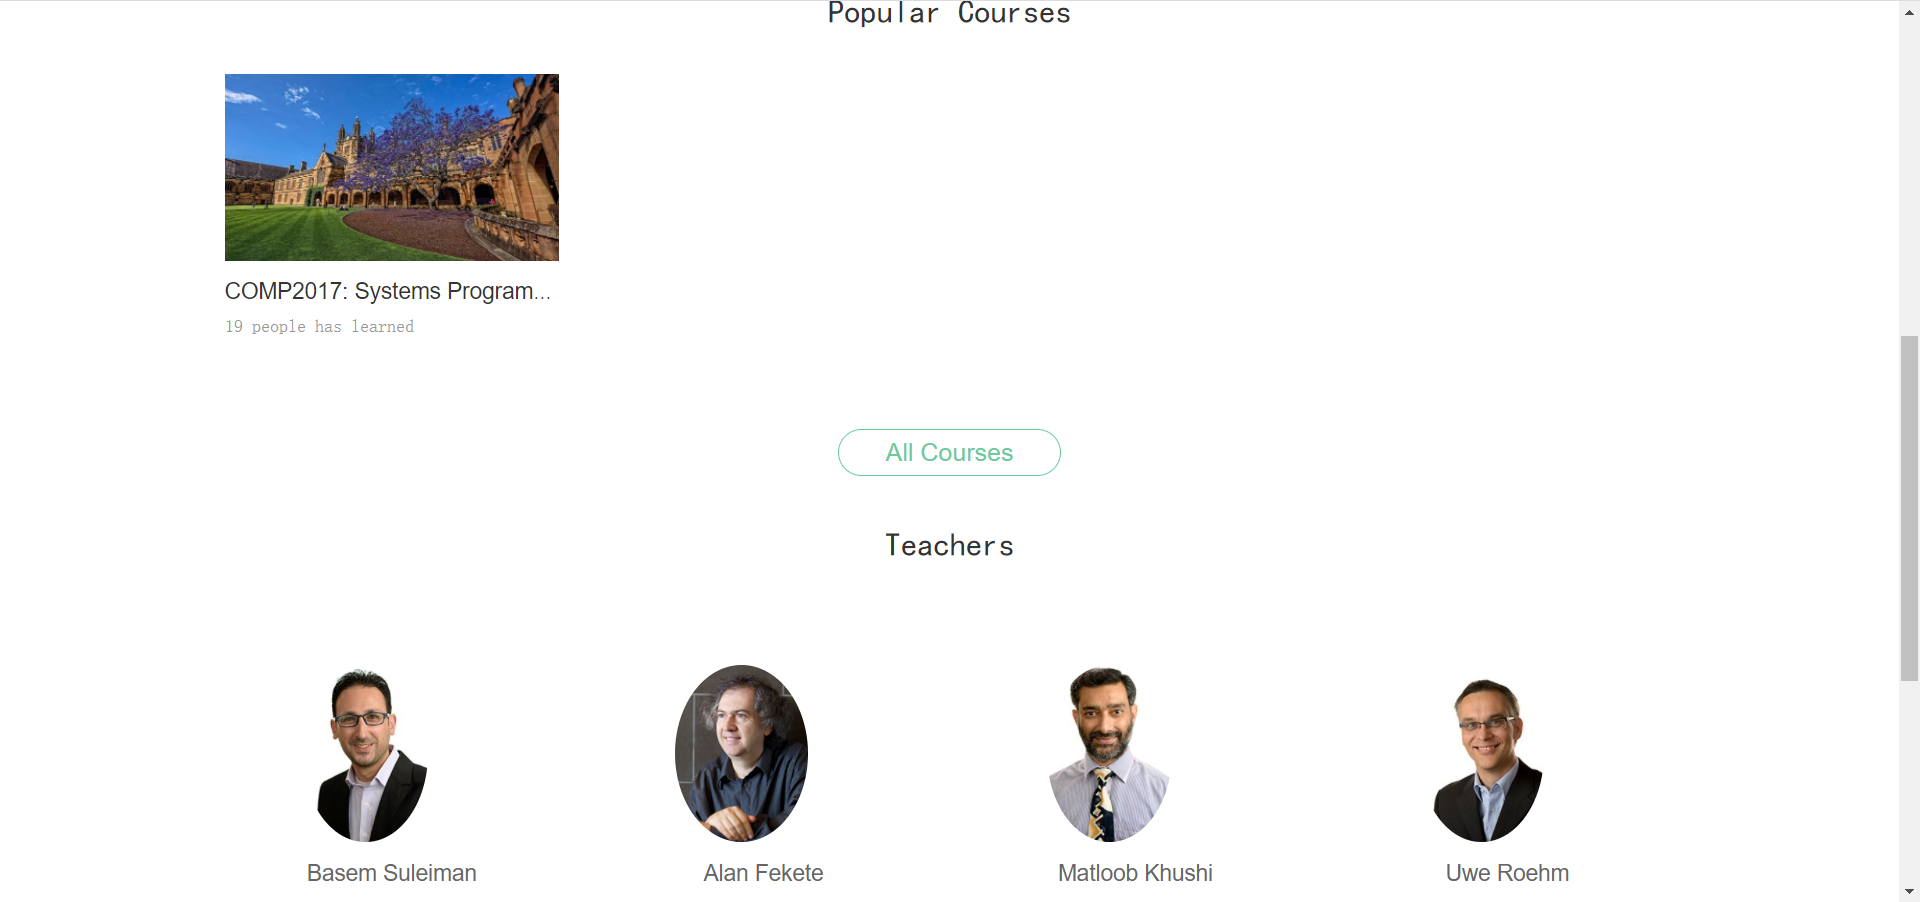 Popular Courses
COMP2017: Systems Program...
19 people has learned
All Courses
Teachers
Basem Suleiman
Alan Fekete
Matloob Khushi
Uwe Roehm